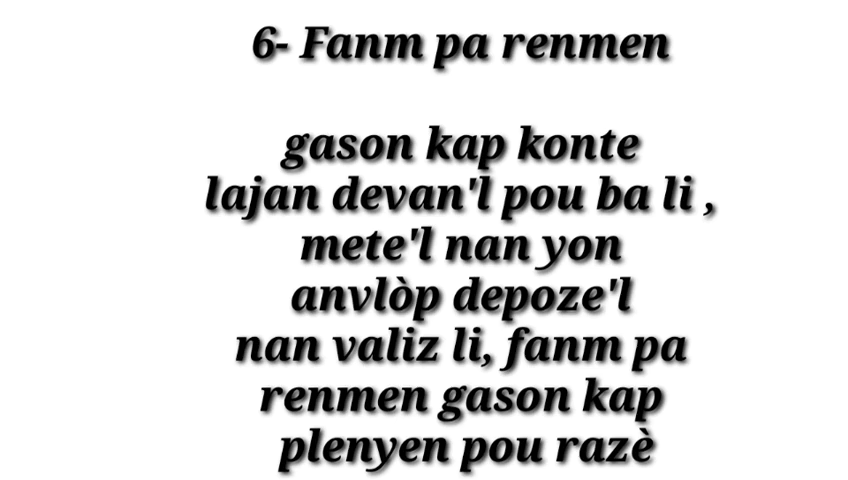 6- Fanm pa renmen
gason kap konte
lajan devan'l pou ba li ,
mete'l nan yon
anvlòp depoze'l
nan valiz li, fanm pa
renmen gason kap
plenyen pou razè